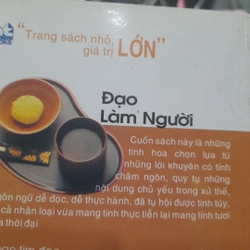 "Trang sách nhỏ,
giá trị LỚN"
Đạo
Làm Người
Cuốn sách này là những
tinh hoa chọn lựa từ
những lời khuyên có tính
châm ngôn, quy tụ những
nội dung chủ yếu trong xử thế,
ngôn ngữ dễ đọc, dễ thực hành, đã tụ hội được tinh túy,
cả nhân loại vừa mang tính thực tiễn lại mang tính tươi
thời đại